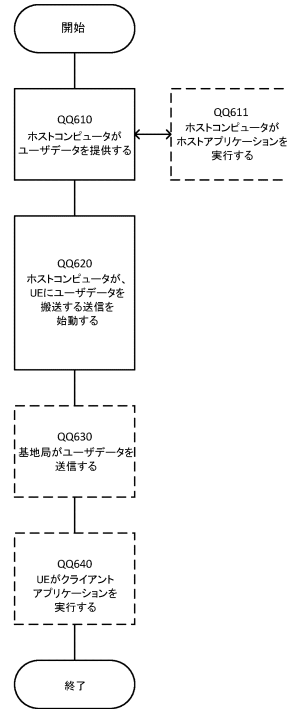 開始
QQ610
ホストコンピュータが
ユーザデータを提供する
QQ611
ホストコンピュータが
ホストアプリケーションを
実行する
QQ620
ホストコンピュータが、
UEにユーザデータを
搬送する送信を
始動する
QQ630
基地局がユーザデータを
送信する
QQ640
UEがクライアント
アプリケーションを
実行する
終了